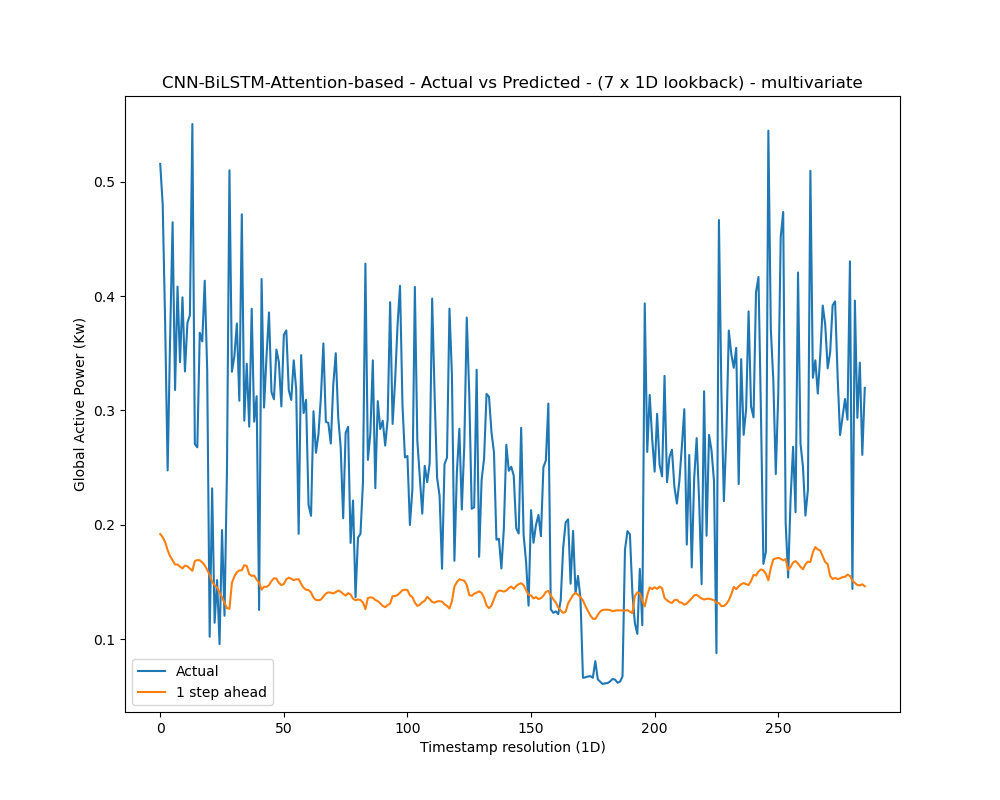 CNN-BiLSTM-Attention-based - Actual vs Predicted - (7 x 1D lookback) - multivariate
Global Active Power (Kw)
0.5
0.4
0.3
0.2
0.1
Actual
1 step ahead
0 50 100 150 200 250
Timestamp resolution (1D)